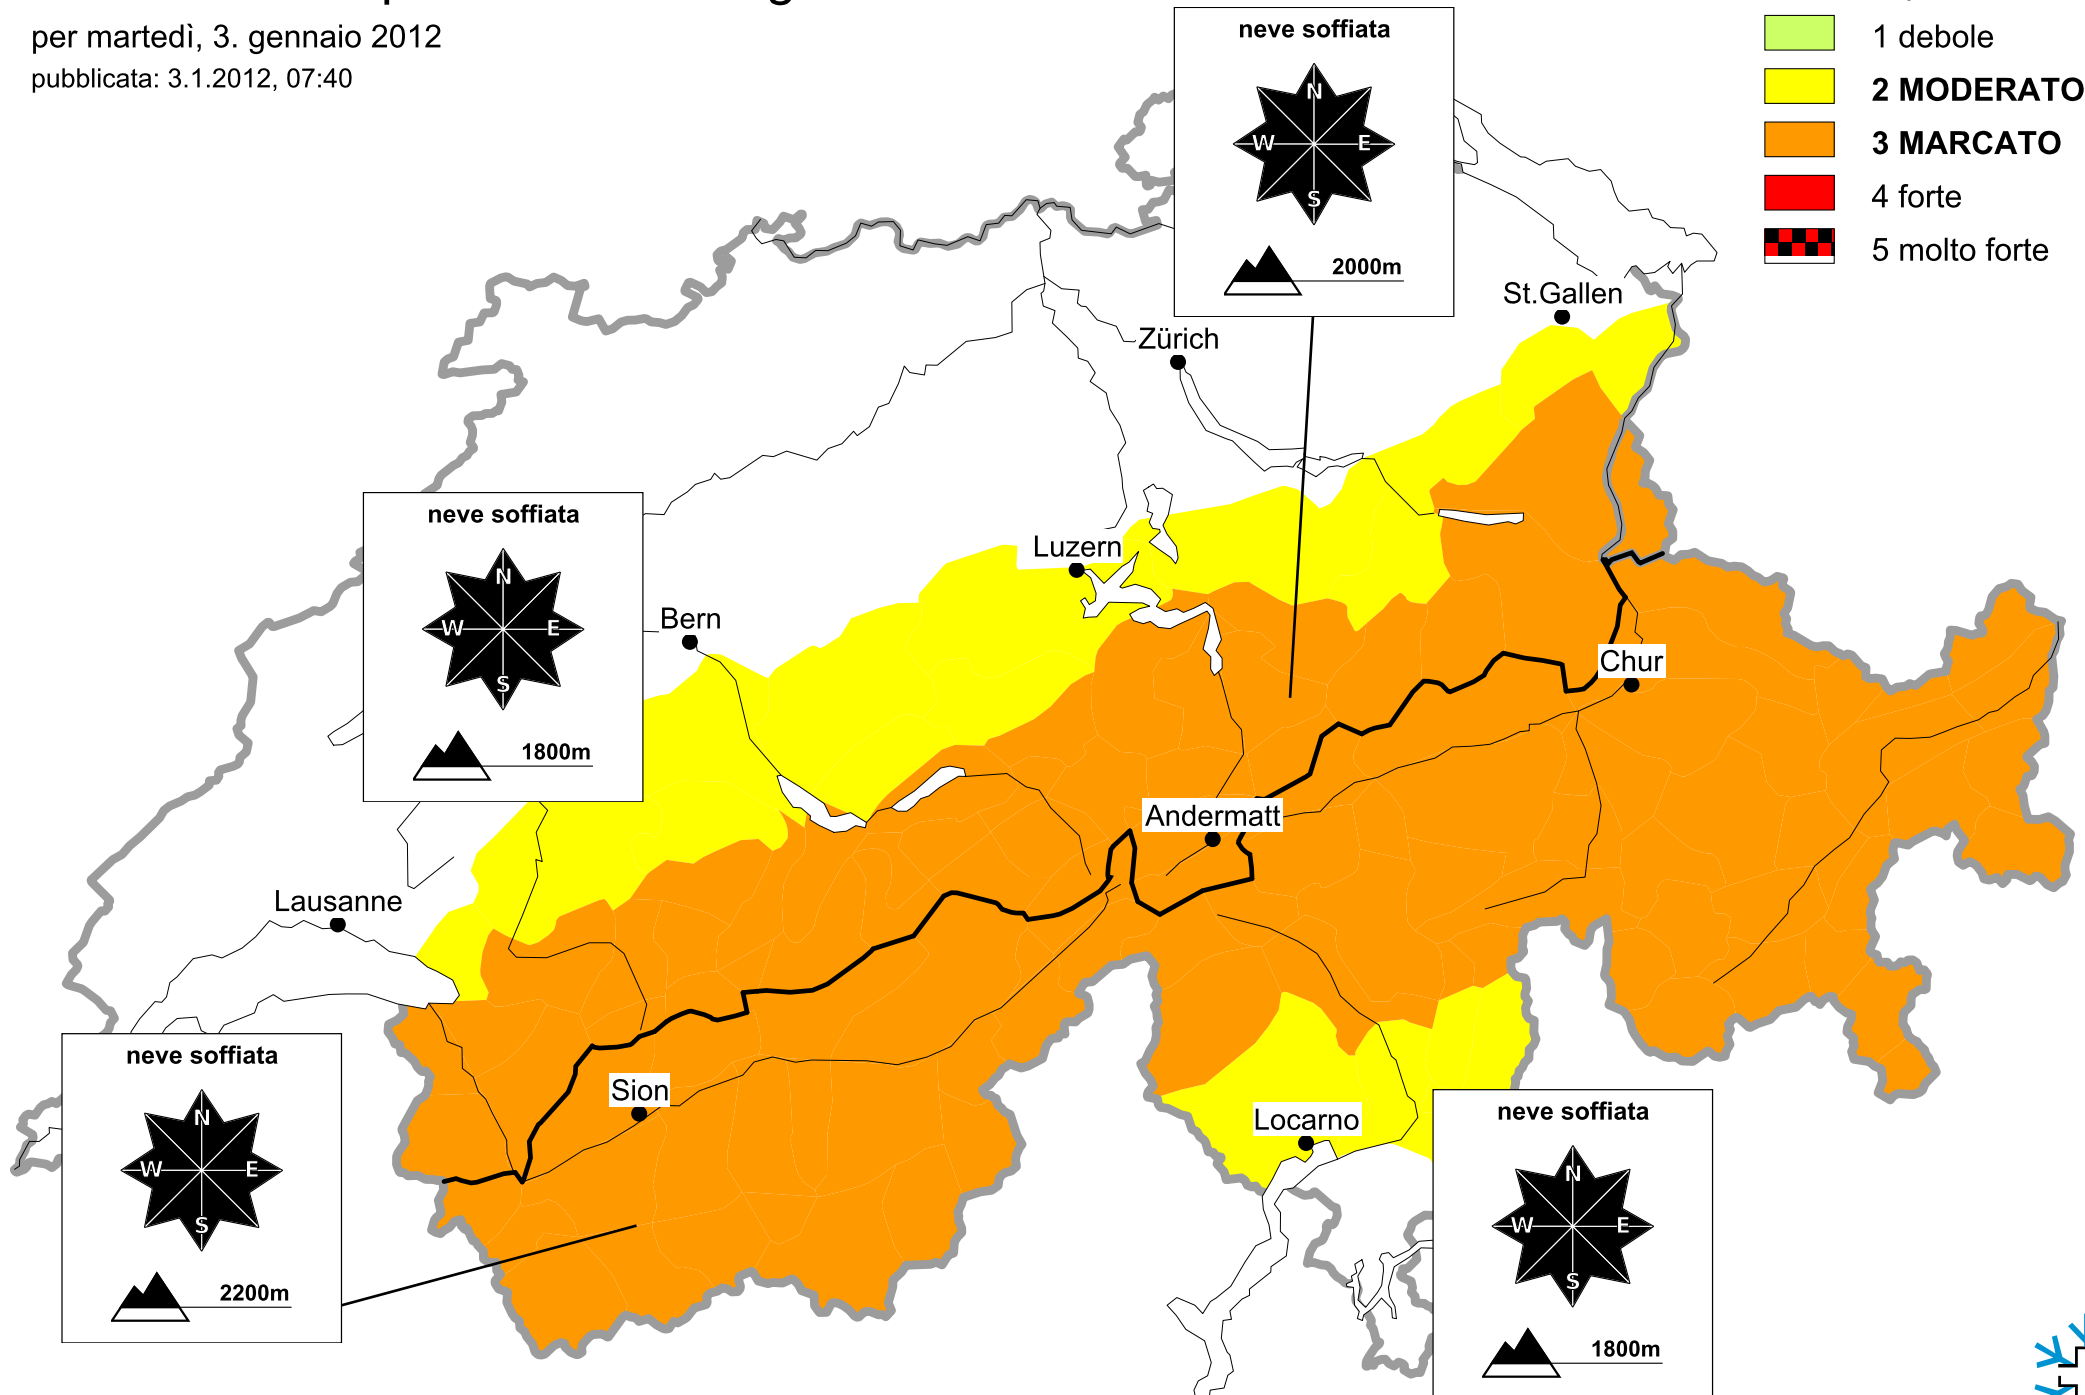 per martedì, 3. gennaio 2012
pubblicata: 3.1.2012, 07:40
1 debole
2 MODERATO
3 MARCATO
4 forte
5 molto forte
neve soffiata
N
W E
S
2000m
St.Gallen
Zürich
neve soffiata
N
W E
S
1800m
Luzern
Bern
Chur
Andermatt
Lausanne
neve soffiata
N
W E
S
2200m
Sion
Locarno
neve soffiata
N
W E
S
1800m